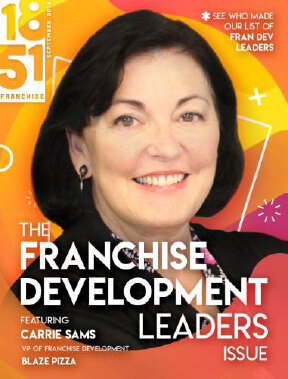 18
51
FRANCHISE
✱ SEE WHO MADE
OUR LIST OF
FRAN DEV
LEADERS
THE
FRANCHISE
DEVELOPMENT
LEADERS
ISSUE
FEATURING
CARRIE SAMS
VP OF FRANCHISE DEVELOPMENT
BLAZE PIZZA